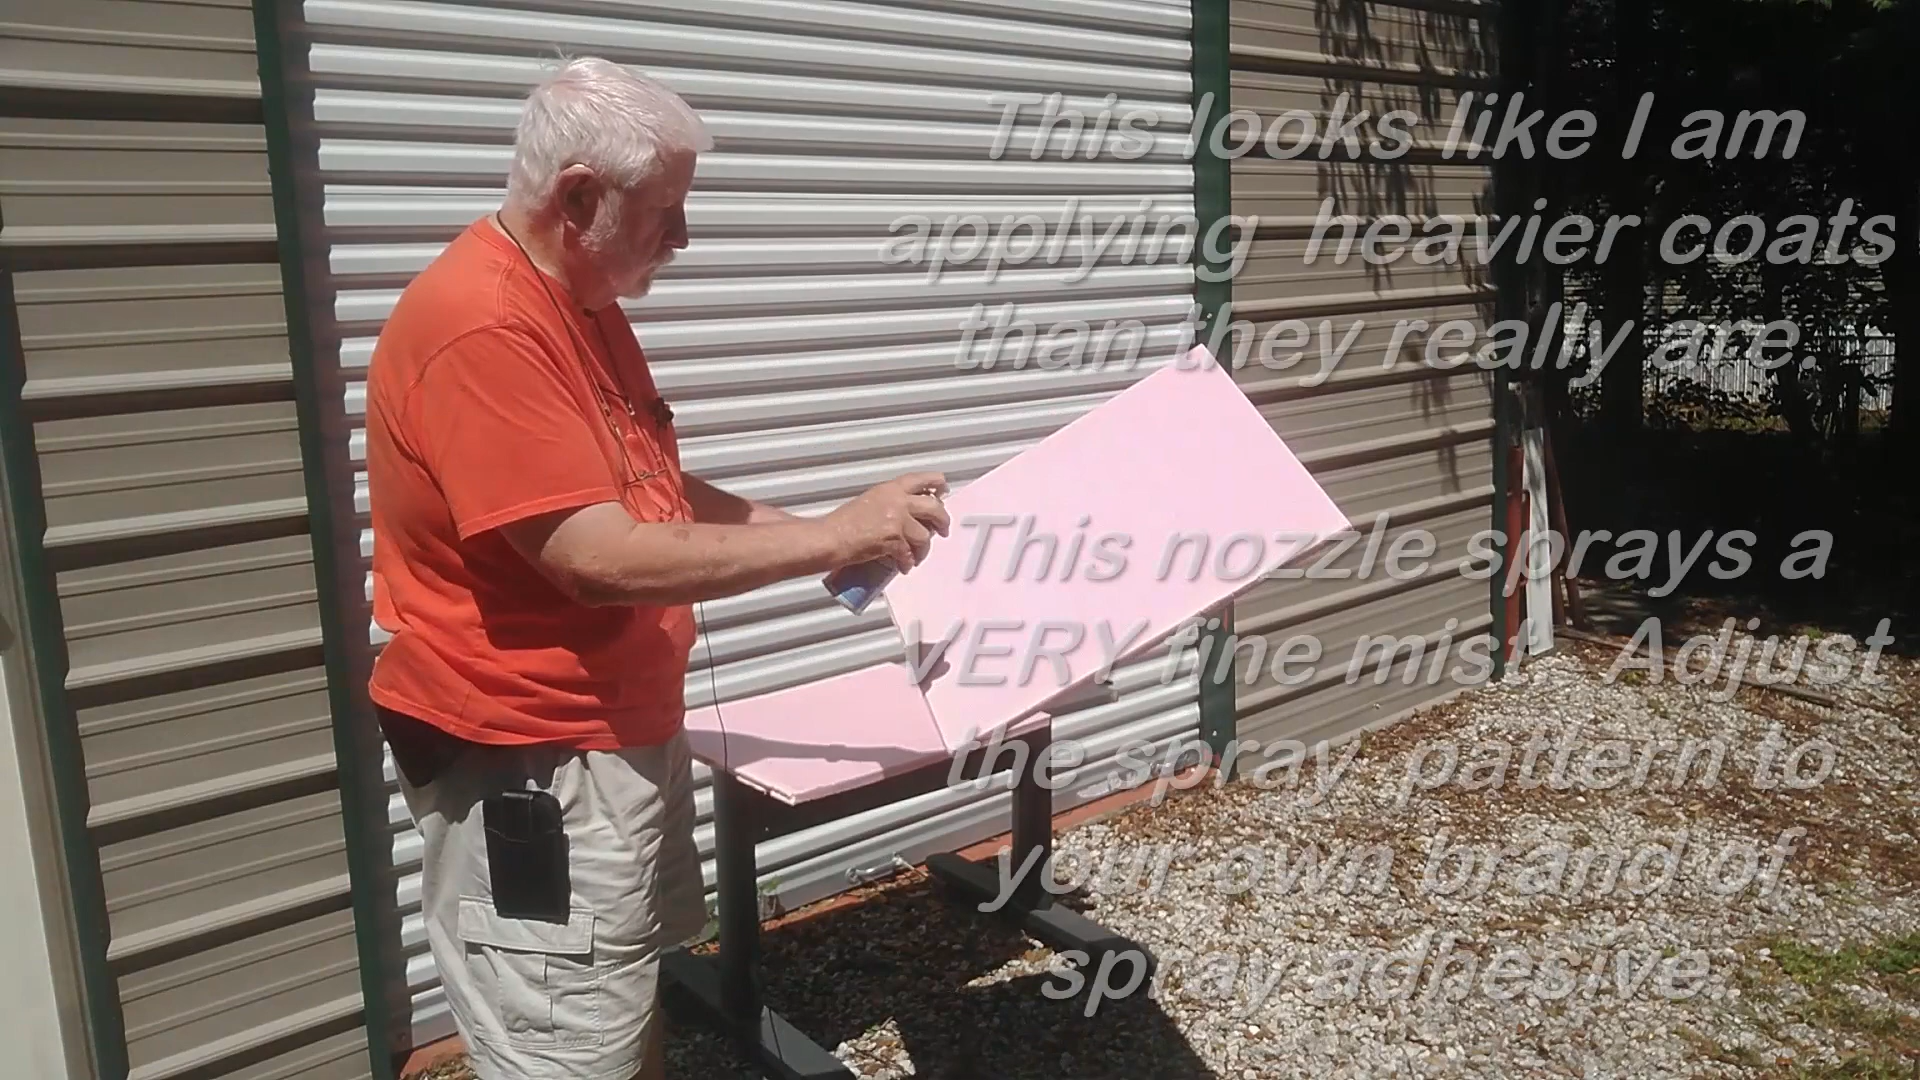 This looks like I am
applying heavier coats
than they really are.
This nozzle sprays a
VERY fine mist. Adjust
the spray pattern to
your own brand of
spray adhesive.